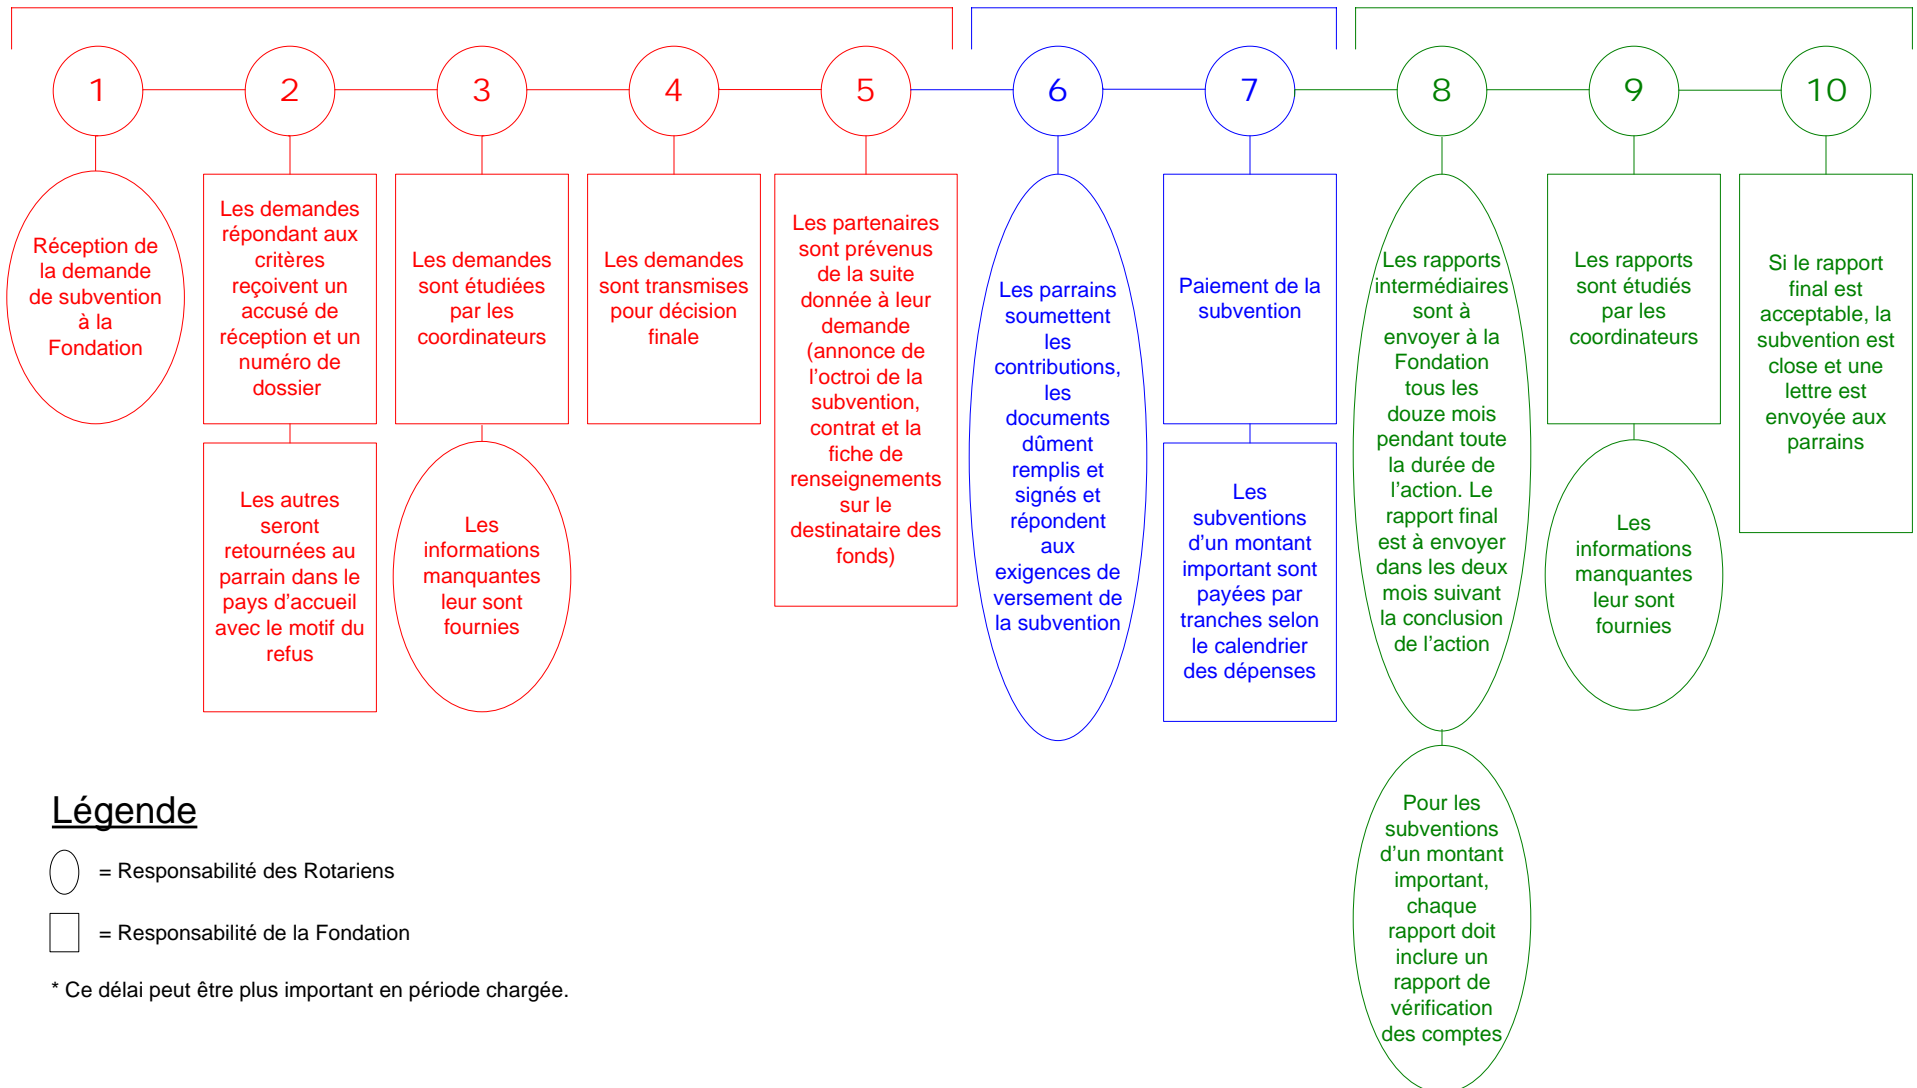 1
2
3
4
5
6
7
8
9
10
Réception de
la demande
de subvention
à la
Fondation
Les demandes
répondant aux
critères
reçoivent un
accusé de
réception et un
numéro de
dossier
Les autres
seront
retournées au
parrain dans le
pays d'accueil
avec le motif du
refus
Les demandes
sont étudiées
par les
coordinateurs
Les
informations
manquantes
leur sont
fournies
Les demandes
sont transmises
pour décision
finale
Les partenaires
sont prévenus
de la suite
donnée à leur
demande
(annonce de
l'octroi de la
subvention,
contrat et la
fiche de
renseignements
sur le
destinataire des
fonds)
Les parrains
soumettent
les
contributions,
les
documents
dûment
remplis et
signés et
répondent
aux
exigences de
versement de
la subvention
Paiement de la
subvention
Les
subventions
d'un montant
important sont
payées par
tranches selon
le calendrier
des dépenses
Les rapports
intermédiaires
sont à
envoyer à la
Fondation
tous les
douze mois
pendant toute
la durée de
l'action. Le
rapport final
est à envoyer
dans les deux
mois suivant
la conclusion
de l'action
Pour les
subventions
d'un montant
important,
chaque
rapport doit
inclure un
rapport de
vérification
des comptes
Les rapports
sont étudiés
par les
coordinateurs
Les
informations
manquantes
leur sont
fournies
Si le rapport
final est
acceptable, la
subvention est
close et une
lettre est
envoyée aux
parrains
Légende
= Responsabilité des Rotariens
= Responsabilité de la Fondation
* Ce délai peut être plus important en période chargée.